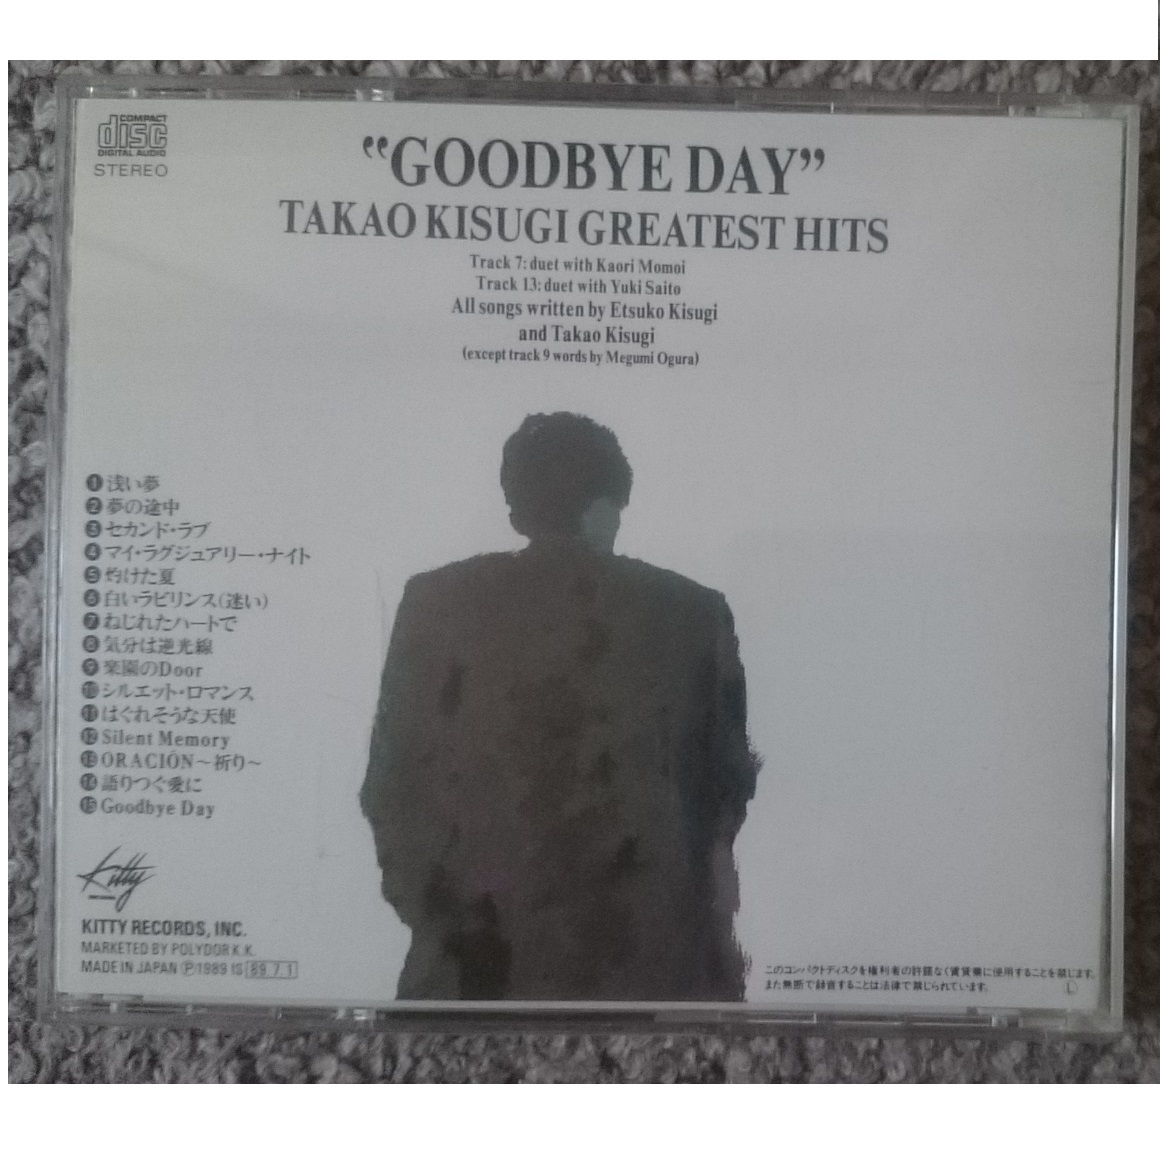 COMPACT
disc
DIGITAL AUDIO
STEREO
“GOODBYE DAY”
TAKAO KISUGI GREATEST HITS
Track 7: duet with Kaori Momoi
Track 13: duet with Yuki Saito
All songs written by Etsuko Kisugi
and Takao Kisugi
(except track 9 words by Megumi Ogura)
❶浅い夢
❷夢の途中
❸セカンド・ラブ
❹マイ・ラグジュアリー・ナイト
❺灼けた夏
❻白いラビリンス(迷い)
❼ねじれたハートで
❽気分は逆光線
❾楽園のDoor
❿シルエット・ロマンス
⓫はぐれそうな天使
⓬Silent Memory
⓭ORACIÓN〜祈り〜
⓮語りつぐ愛に
⓯Goodbye Day
Kitty
KITTY RECORDS, INC.
MARKETED BY POLYDOR K.K.
MADE IN JAPAN Ⓟ1989 IS 89.7.1
このコンパクトディスクを権利者の許諾なく賃貸業に使用することを禁じます。
また無断で録音することは法律で禁じられています。
L